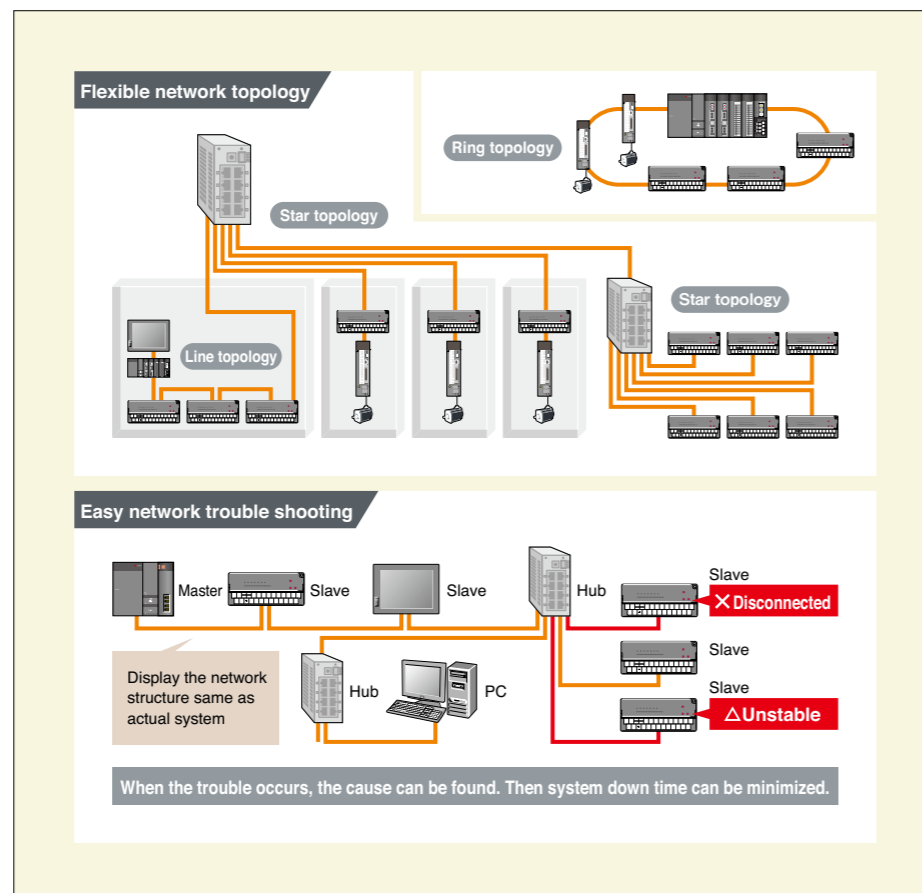 Flexible network topology
Ring topology
Star topology
Star topology
Line topology
Easy network trouble shooting
Master
Slave
Slave
Hub
Slave
✕ Disconnected
Slave
Slave
△Unstable
Display the network
structure same as
actual system
Hub
PC
When the trouble occurs, the cause can be found. Then system down time can be minimized.